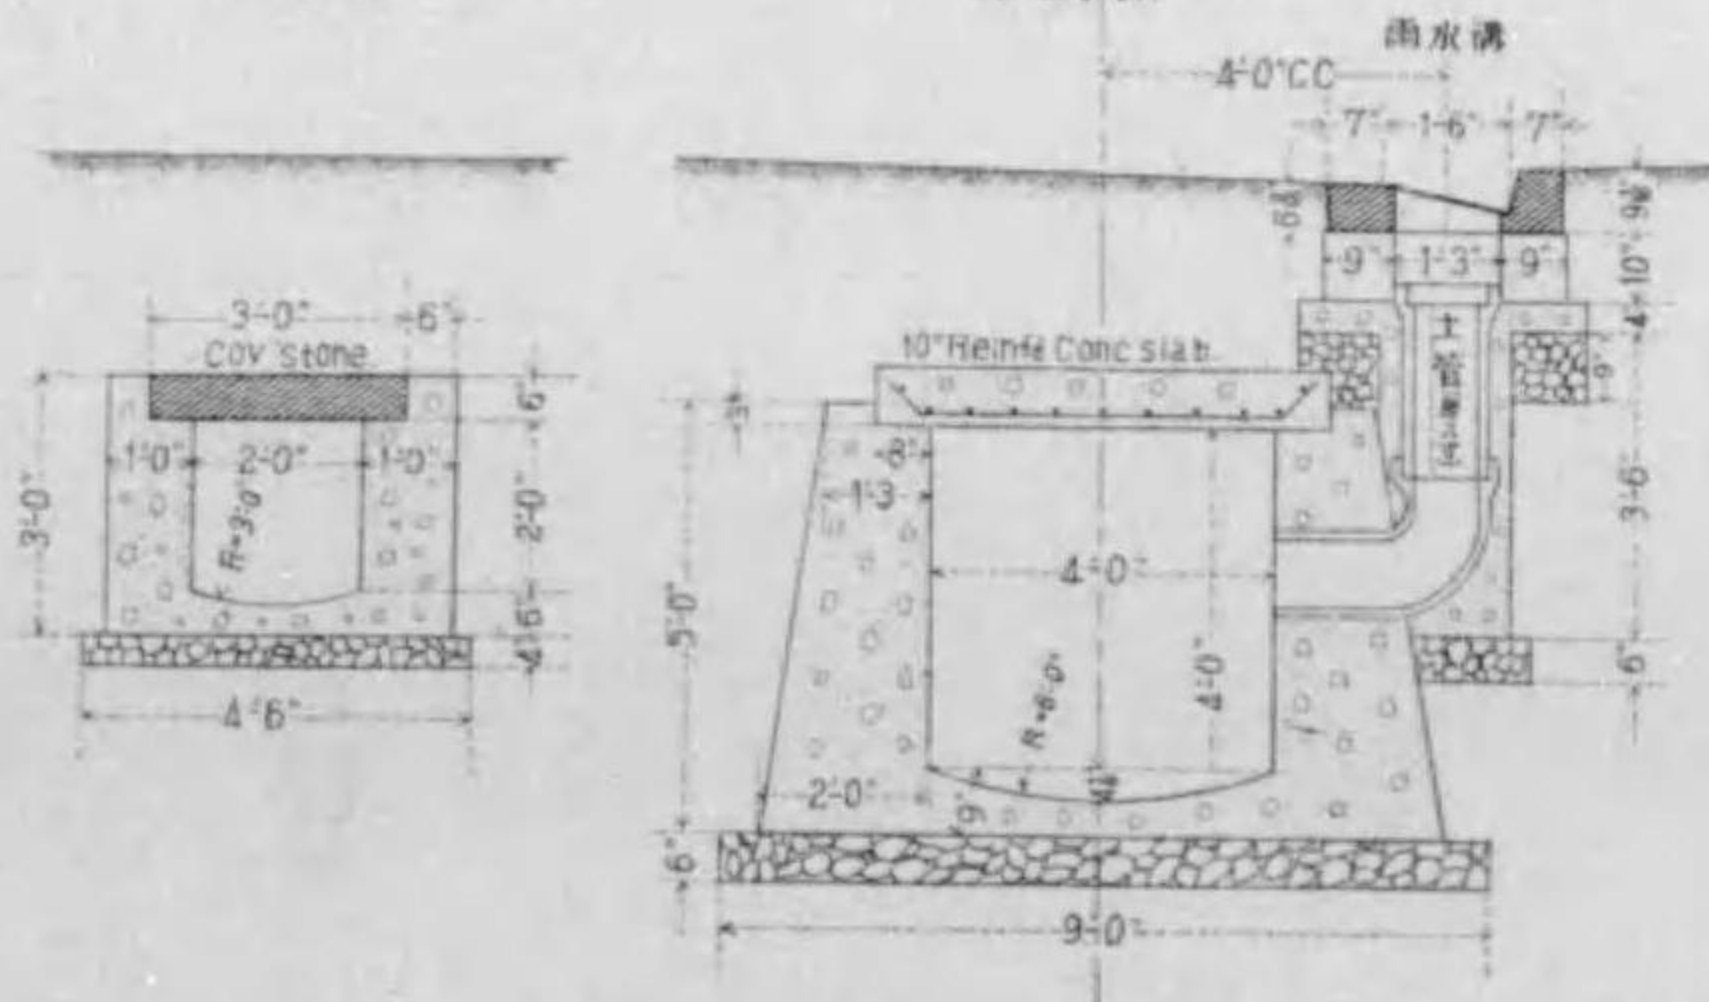 雨水溝
4'-0" C C
7" 1'-6" 7"
9" 1'-3" 9"
10"
4"
9"
3'-6"
6"
土管
3'-0" 6"
Cov stone
6"
1'-0" 2'-0" 1'-0"
3'-0"
R=3'-0"
2'-0"
6"
4"
4'-6"
10" Reinfd Conc slab
3"
8"
1'-3
4'-0"
5'-0"
4'-0"
R=6'-0"
2'-0"
9"
6"
9'-0"